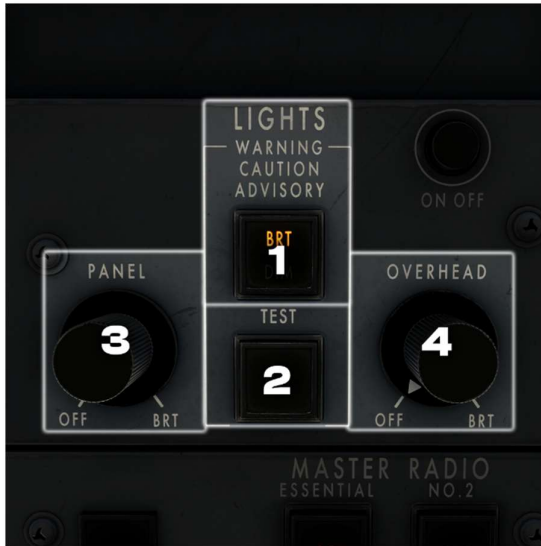 LIGHTS
WARNING
CAUTION
ADVISORY
ON OFF
BRT
1
PANEL
OVERHEAD
TEST
3
4
2
OFF BRT
OFF BRT
MASTER RADIO
ESSENTIAL NO.2